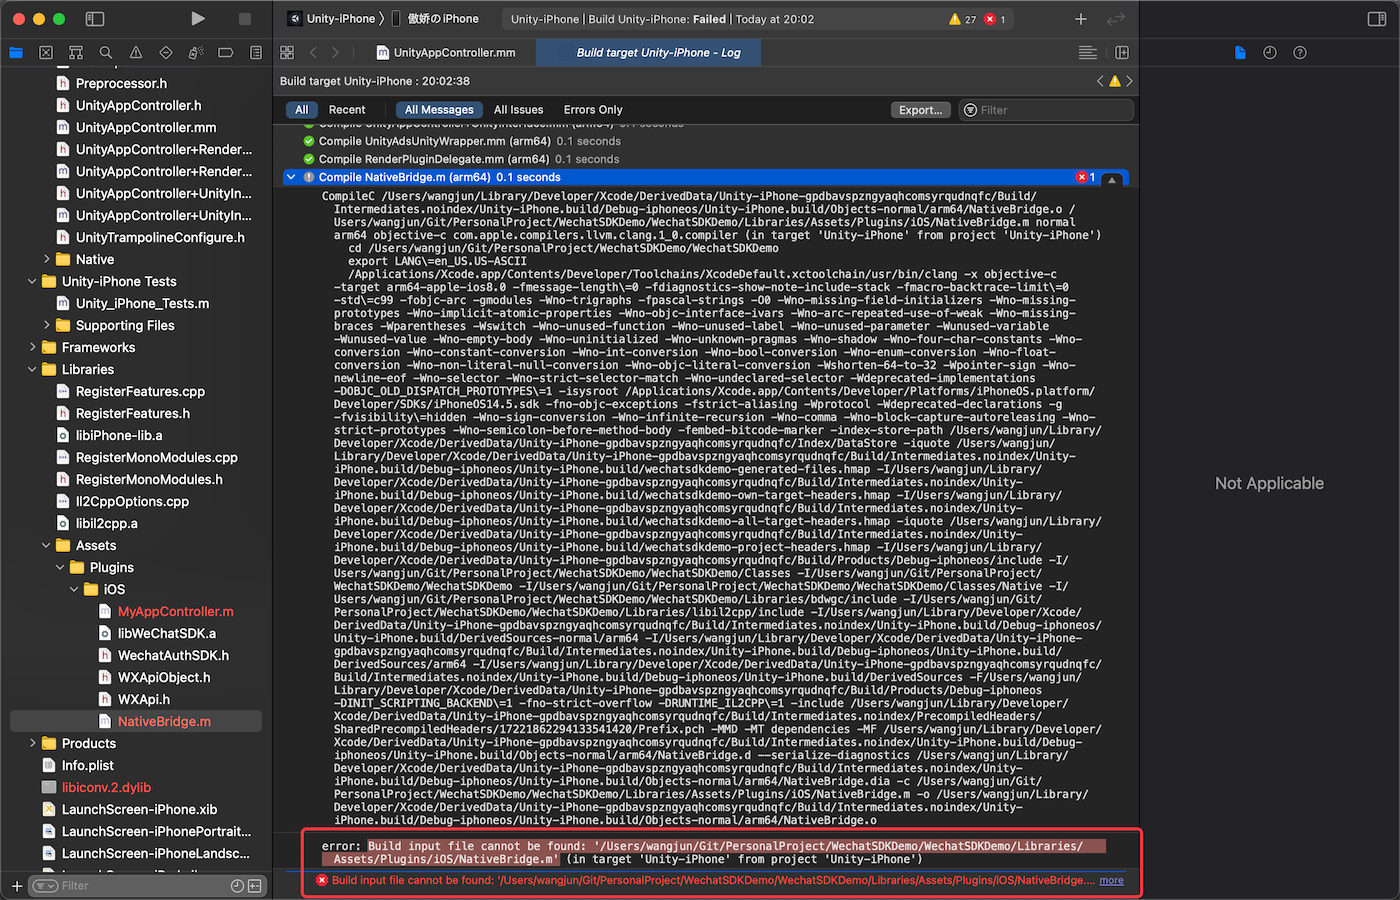 Unity-iPhone 〉 傲娇の iPhone
Unity-iPhone | Build Unity-iPhone: Failed | Today at 20:02
27
1
UnityAppController.mm
Build target Unity-iPhone - Log
Build target Unity-iPhone : 20:02:38
All
Recent
All Messages
All Issues
Errors Only
Export...
Filter
Preprocessor.h
UnityAppController.h
UnityAppController.mm
UnityAppController+Render...
UnityAppController+Render...
UnityAppController+UnityIn...
UnityAppController+UnityIn...
UnityTrampolineConfigure.h
Native
Unity-iPhone Tests
Unity_iPhone_Tests.m
Supporting Files
Frameworks
Libraries
RegisterFeatures.cpp
RegisterFeatures.h
libiPhone-lib.a
RegisterMonoModules.cpp
RegisterMonoModules.h
Il2CppOptions.cpp
libil2cpp.a
Assets
Plugins
iOS
MyAppController.m
libWeChatSDK.a
WechatAuthSDK.h
WXApiObject.h
WXApi.h
NativeBridge.m
Products
Info.plist
libiconv.2.dylib
LaunchScreen-iPhone.xib
LaunchScreen-iPhonePortrait...
LaunchScreen-iPhoneLandsc...
Filter
Compile UnityAppController+UnityInterface.mm (arm64) 0.1 seconds
Compile UnityAdsUnityWrapper.mm (arm64) 0.1 seconds
Compile RenderPluginDelegate.mm (arm64) 0.1 seconds
Compile NativeBridge.m (arm64) 0.1 seconds
1
CompileC /Users/wangjun/Library/Developer/Xcode/DerivedData/Unity-iPhone-gpdbavspzngyaqhcomsyrqudnqfc/Build/
Intermediates.noindex/Unity-iPhone.build/Debug-iphoneos/Unity-iPhone.build/Objects-normal/arm64/NativeBridge.o /
Users/wangjun/Git/PersonalProject/WechatSDKDemo/WechatSDKDemo/Libraries/Assets/Plugins/iOS/NativeBridge.m normal
arm64 objective-c com.apple.compilers.llvm.clang.1_0.compiler (in target 'Unity-iPhone' from project 'Unity-iPhone')
cd /Users/wangjun/Git/PersonalProject/WechatSDKDemo/WechatSDKDemo
export LANG\=en_US.US-ASCII
/Applications/Xcode.app/Contents/Developer/Toolchains/XcodeDefault.xctoolchain/usr/bin/clang -x objective-c
-target arm64-apple-ios8.0 -fmessage-length\=0 -fdiagnostics-show-note-include-stack -fmacro-backtrace-limit\=0
-std\=c99 -fobjc-arc -gmodules -Wno-trigraphs -fpascal-strings -O0 -Wno-missing-field-initializers -Wno-missing-
prototypes -Wno-implicit-atomic-properties -Wno-objc-interface-ivars -Wno-arc-repeated-use-of-weak -Wno-missing-
braces -Wparentheses -Wswitch -Wno-unused-function -Wno-unused-label -Wno-unused-parameter -Wunused-variable
-Wunused-value -Wno-empty-body -Wno-uninitialized -Wno-unknown-pragmas -Wno-shadow -Wno-four-char-constants -Wno-
conversion -Wno-constant-conversion -Wno-int-conversion -Wno-bool-conversion -Wno-enum-conversion -Wno-float-
conversion -Wno-non-literal-null-conversion -Wno-objc-literal-conversion -Wshorten-64-to-32 -Wpointer-sign -Wno-
newline-eof -Wno-selector -Wno-strict-selector-match -Wno-undeclared-selector -Wdeprecated-implementations
-DOBJC_OLD_DISPATCH_PROTOTYPES\=1 -isysroot /Applications/Xcode.app/Contents/Developer/Platforms/iPhoneOS.platform/
Developer/SDKs/iPhoneOS14.5.sdk -fno-objc-exceptions -fstrict-aliasing -Wprotocol -Wdeprecated-declarations -g
-fvisibility\=hidden -Wno-sign-conversion -Wno-infinite-recursion -Wno-comma -Wno-block-capture-autoreleasing -Wno-
strict-prototypes -Wno-semicolon-before-method-body -fembed-bitcode-marker -index-store-path /Users/wangjun/Library/
Developer/Xcode/DerivedData/Unity-iPhone-gpdbavspzngyaqhcomsyrqudnqfc/Index/DataStore -iquote /Users/wangjun/
Library/Developer/Xcode/DerivedData/Unity-iPhone-gpdbavspzngyaqhcomsyrqudnqfc/Build/Intermediates.noindex/Unity-
iPhone.build/Debug-iphoneos/Unity-iPhone.build/wechatsdkdemo-generated-files.hmap -I/Users/wangjun/Library/
Developer/Xcode/DerivedData/Unity-iPhone-gpdbavspzngyaqhcomsyrqudnqfc/Build/Intermediates.noindex/Unity-
iPhone.build/Debug-iphoneos/Unity-iPhone.build/wechatsdkdemo-own-target-headers.hmap -I/Users/wangjun/Library/
Developer/Xcode/DerivedData/Unity-iPhone-gpdbavspzngyaqhcomsyrqudnqfc/Build/Intermediates.noindex/Unity-
iPhone.build/Debug-iphoneos/Unity-iPhone.build/wechatsdkdemo-all-target-headers.hmap -iquote /Users/wangjun/Library/
Developer/Xcode/DerivedData/Unity-iPhone-gpdbavspzngyaqhcomsyrqudnqfc/Build/Intermediates.noindex/Unity-
iPhone.build/Debug-iphoneos/Unity-iPhone.build/wechatsdkdemo-project-headers.hmap -I/Users/wangjun/Library/
Developer/Xcode/DerivedData/Unity-iPhone-gpdbavspzngyaqhcomsyrqudnqfc/Build/Products/Debug-iphoneos/include -I/
Users/wangjun/Git/PersonalProject/WechatSDKDemo/WechatSDKDemo/Classes -I/Users/wangjun/Git/PersonalProject/
WechatSDKDemo/WechatSDKDemo -I/Users/wangjun/Git/PersonalProject/WechatSDKDemo/WechatSDKDemo/Classes/Native -I/
Users/wangjun/Git/PersonalProject/WechatSDKDemo/WechatSDKDemo/Libraries/bdwgc/include -I/Users/wangjun/Git/
PersonalProject/WechatSDKDemo/WechatSDKDemo/Libraries/libil2cpp/include -I/Users/wangjun/Library/Developer/Xcode/
DerivedData/Unity-iPhone-gpdbavspzngyaqhcomsyrqudnqfc/Build/Intermediates.noindex/Unity-iPhone.build/Debug-iphoneos/
Unity-iPhone.build/DerivedSources-normal/arm64 -I/Users/wangjun/Library/Developer/Xcode/DerivedData/Unity-iPhone-
gpdbavspzngyaqhcomsyrqudnqfc/Build/Intermediates.noindex/Unity-iPhone.build/Debug-iphoneos/Unity-iPhone.build/
DerivedSources/arm64 -I/Users/wangjun/Library/Developer/Xcode/DerivedData/Unity-iPhone-gpdbavspzngyaqhcomsyrqudnqfc/
Build/Intermediates.noindex/Unity-iPhone.build/Debug-iphoneos/Unity-iPhone.build/DerivedSources -F/Users/wangjun/
Library/Developer/Xcode/DerivedData/Unity-iPhone-gpdbavspzngyaqhcomsyrqudnqfc/Build/Products/Debug-iphoneos
-DINIT_SCRIPTING_BACKEND\=1 -fno-strict-overflow -DRUNTIME_IL2CPP\=1 -include /Users/wangjun/Library/Developer/
Xcode/DerivedData/Unity-iPhone-gpdbavspzngyaqhcomsyrqudnqfc/Build/Intermediates.noindex/PrecompiledHeaders/
SharedPrecompiledHeaders/17221862294133541420/Prefix.pch -MMD -MT dependencies -MF /Users/wangjun/Library/Developer/
Xcode/DerivedData/Unity-iPhone-gpdbavspzngyaqhcomsyrqudnqfc/Build/Intermediates.noindex/Unity-iPhone.build/Debug-
iphoneos/Unity-iPhone.build/Objects-normal/arm64/NativeBridge.d --serialize-diagnostics /Users/wangjun/Library/
Developer/Xcode/DerivedData/Unity-iPhone-gpdbavspzngyaqhcomsyrqudnqfc/Build/Intermediates.noindex/Unity-
iPhone.build/Debug-iphoneos/Unity-iPhone.build/Objects-normal/arm64/NativeBridge.dia -c /Users/wangjun/Git/
PersonalProject/WechatSDKDemo/WechatSDKDemo/Libraries/Assets/Plugins/iOS/NativeBridge.m -o /Users/wangjun/Library/
Developer/Xcode/DerivedData/Unity-iPhone-gpdbavspzngyaqhcomsyrqudnqfc/Build/Intermediates.noindex/Unity-
iPhone.build/Debug-iphoneos/Unity-iPhone.build/Objects-normal/arm64/NativeBridge.o
error: Build input file cannot be found: '/Users/wangjun/Git/PersonalProject/WechatSDKDemo/WechatSDKDemo/Libraries/
Assets/Plugins/iOS/NativeBridge.m' (in target 'Unity-iPhone' from project 'Unity-iPhone')
Build input file cannot be found: '/Users/wangjun/Git/PersonalProject/WechatSDKDemo/WechatSDKDemo/Libraries/Assets/Plugins/iOS/NativeBridge.... more
Not Applicable